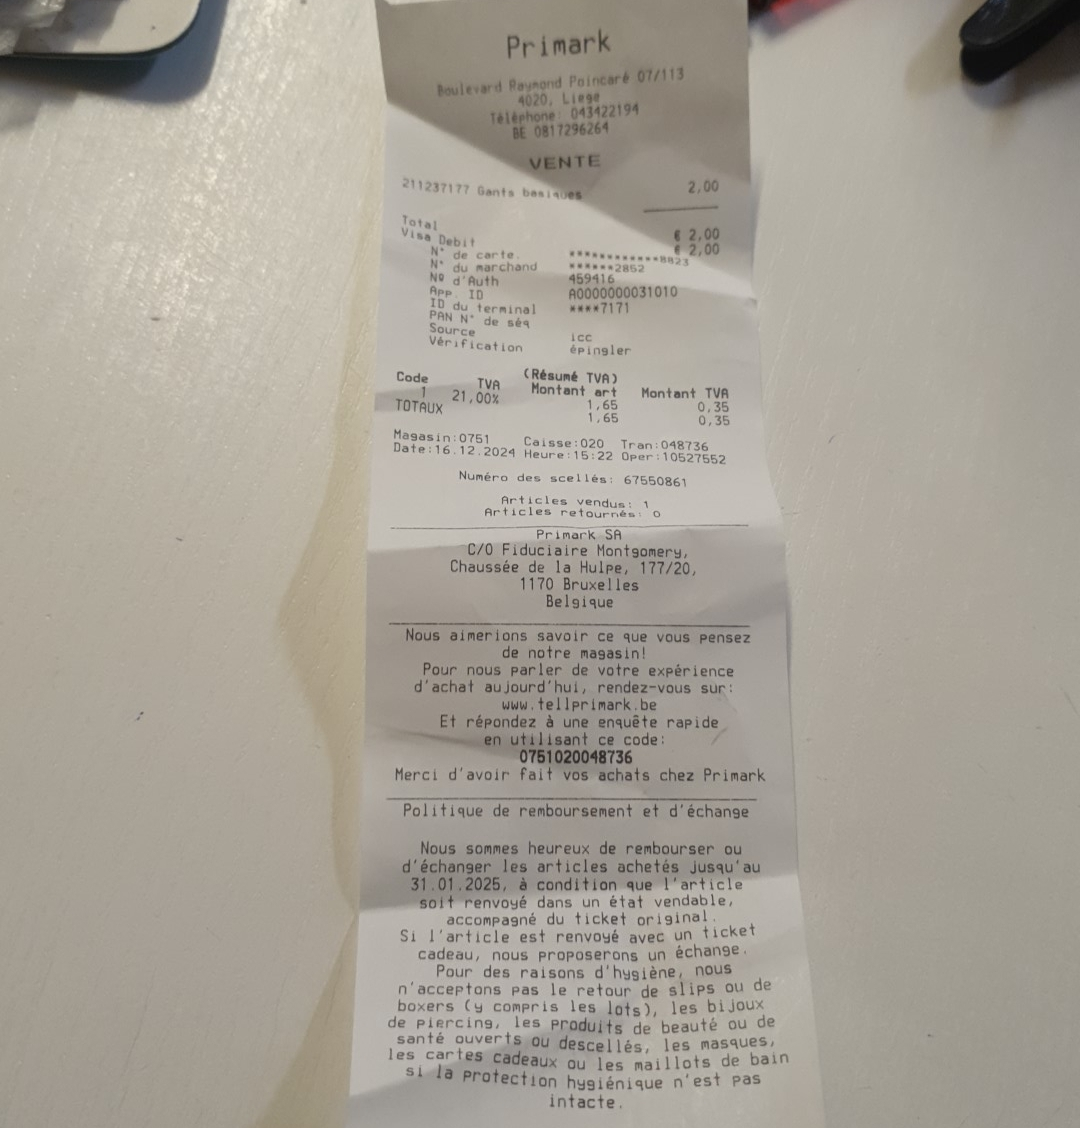 Primark
Boulevard Raymond Poincaré 07/113
4020, Liege
Téléphone: 043422194
BE 0817296264
VENTE
211237177 Gants basiques 2,00
Total € 2,00
Visa Debit € 2,00
N° de carte. ************8823
N° du marchand ******2852
Nº d'Auth 459416
App. ID A0000000031010
ID du terminal ****7171
PAN N° de séq
Source icc
Vérification épingler
(Résumé TVA)
Code TVA Montant art Montant TVA
1 21,00% 1,65 0,35
TOTAUX 1,65 0,35
Magasin:0751 Caisse:020 Tran:048736
Date:16.12.2024 Heure:15:22 Oper:10527552
Numéro des scellés: 67550861
Articles vendus: 1
Articles retournés: 0
Primark SA
C/O Fiduciaire Montgomery,
Chaussée de la Hulpe, 177/20,
1170 Bruxelles
Belgique
Nous aimerions savoir ce que vous pensez
de notre magasin!
Pour nous parler de votre expérience
d'achat aujourd'hui, rendez-vous sur:
www.tellprimark.be
Et répondez à une enquête rapide
en utilisant ce code:
0751020048736
Merci d'avoir fait vos achats chez Primark
Politique de remboursement et d'échange
Nous sommes heureux de rembourser ou
d'échanger les articles achetés jusqu'au
31.01.2025, à condition que l'article
soit renvoyé dans un état vendable,
accompagné du ticket original.
Si l'article est renvoyé avec un ticket
cadeau, nous proposerons un échange.
Pour des raisons d'hygiène, nous
n'acceptons pas le retour de slips ou de
boxers (y compris les lots), les bijoux
de piercing, les produits de beauté ou de
santé ouverts ou descellés, les masques,
les cartes cadeaux ou les maillots de bain
si la protection hygiénique n'est pas
intacte.